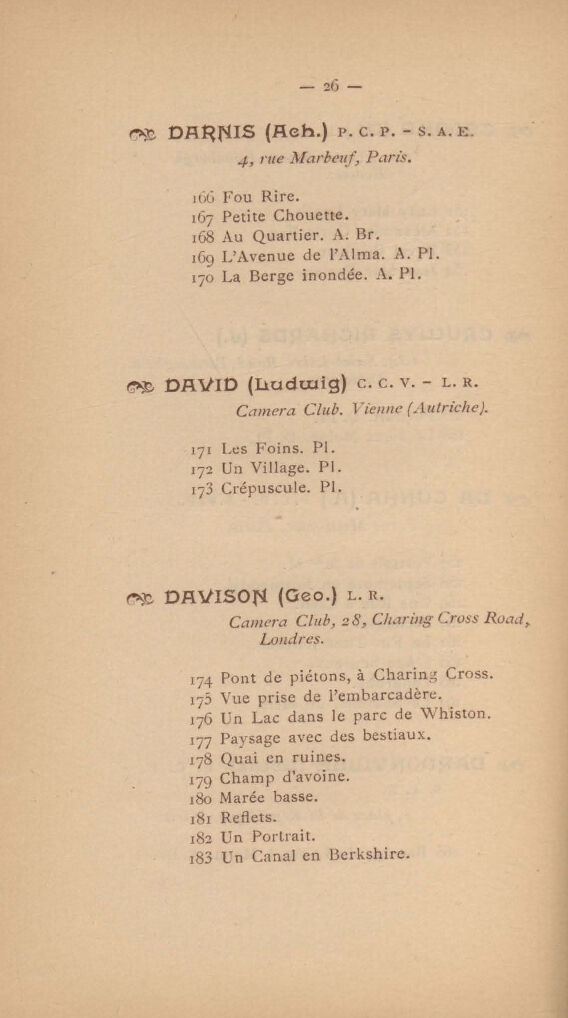 — 26 —
DARNIS (Ach.) P. C. P. – S. A. E.
4, rue Marbeuf, Paris.
166 Fou Rire.
167 Petite Chouette.
168 Au Quartier. A. Br.
169 L'Avenue de l'Alma. A. Pl.
170 La Berge inondée. A. Pl.
DAVID (Ludwig) C. C. V. – L. R.
Camera Club. Vienne (Autriche).
171 Les Foins. Pl.
172 Un Village. Pl.
173 Crépuscule. Pl.
DAVISON (Geo.) L. R.
Camera Club, 28, Charing Cross Road,
Londres.
174 Pont de piétons, à Charing Cross.
175 Vue prise de l'embarcadère.
176 Un Lac dans le parc de Whiston.
177 Paysage avec des bestiaux.
178 Quai en ruines.
179 Champ d'avoine.
180 Marée basse.
181 Reflets.
182 Un Portrait.
183 Un Canal en Berkshire.